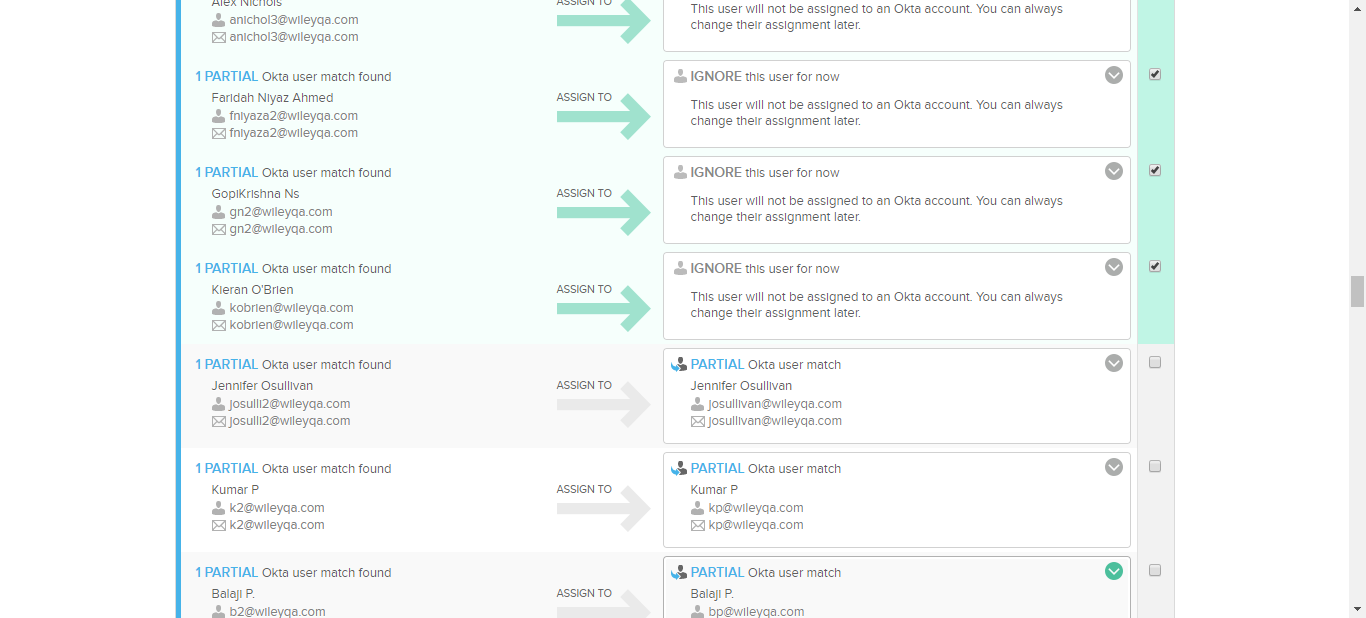 Alex Nichols
anichol3@wileyqa.com
anichol3@wileyqa.com
ASSIGN TO
This user will not be assigned to an Okta account. You can always
change their assignment later.
1 PARTIAL Okta user match found
Faridah Niyaz Ahmed
fniyaza2@wileyqa.com
fniyaza2@wileyqa.com
ASSIGN TO
IGNORE this user for now
This user will not be assigned to an Okta account. You can always
change their assignment later.
1 PARTIAL Okta user match found
GopiKrishna Ns
gn2@wileyqa.com
gn2@wileyqa.com
ASSIGN TO
IGNORE this user for now
This user will not be assigned to an Okta account. You can always
change their assignment later.
1 PARTIAL Okta user match found
Kieran O'Brien
kobrien@wileyqa.com
kobrien@wileyqa.com
ASSIGN TO
IGNORE this user for now
This user will not be assigned to an Okta account. You can always
change their assignment later.
1 PARTIAL Okta user match found
Jennifer Osullivan
josulli2@wileyqa.com
josulli2@wileyqa.com
ASSIGN TO
PARTIAL Okta user match
Jennifer Osullivan
josullivan@wileyqa.com
josullivan@wileyqa.com
1 PARTIAL Okta user match found
Kumar P
k2@wileyqa.com
k2@wileyqa.com
ASSIGN TO
PARTIAL Okta user match
Kumar P
kp@wileyqa.com
kp@wileyqa.com
1 PARTIAL Okta user match found
Balaji P.
b2@wileyqa.com
ASSIGN TO
PARTIAL Okta user match
Balaji P.
bp@wileyqa.com